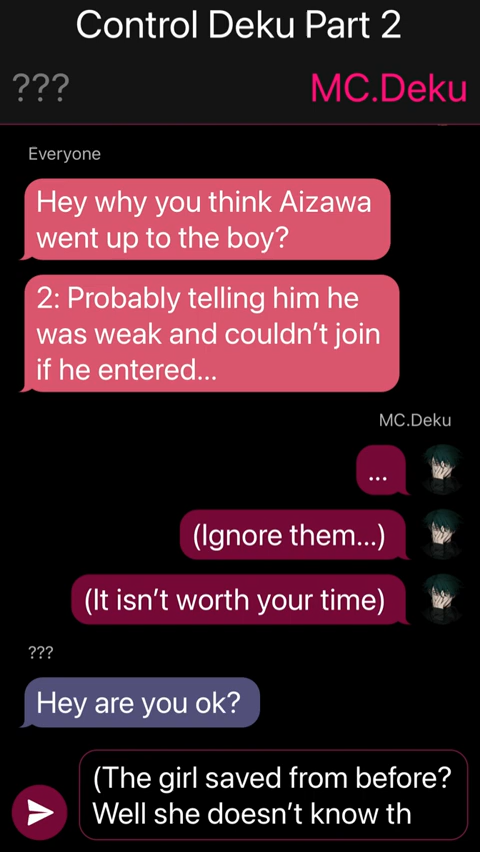 Control Deku Part 2
???
MC.Deku
Everyone
Hey why you think Aizawa
went up to the boy?
2: Probably telling him he
was weak and couldn't join
if he entered...
MC.Deku
...
(Ignore them...)
(It isn't worth your time)
???
Hey are you ok?
(The girl saved from before?
Well she doesn't know th